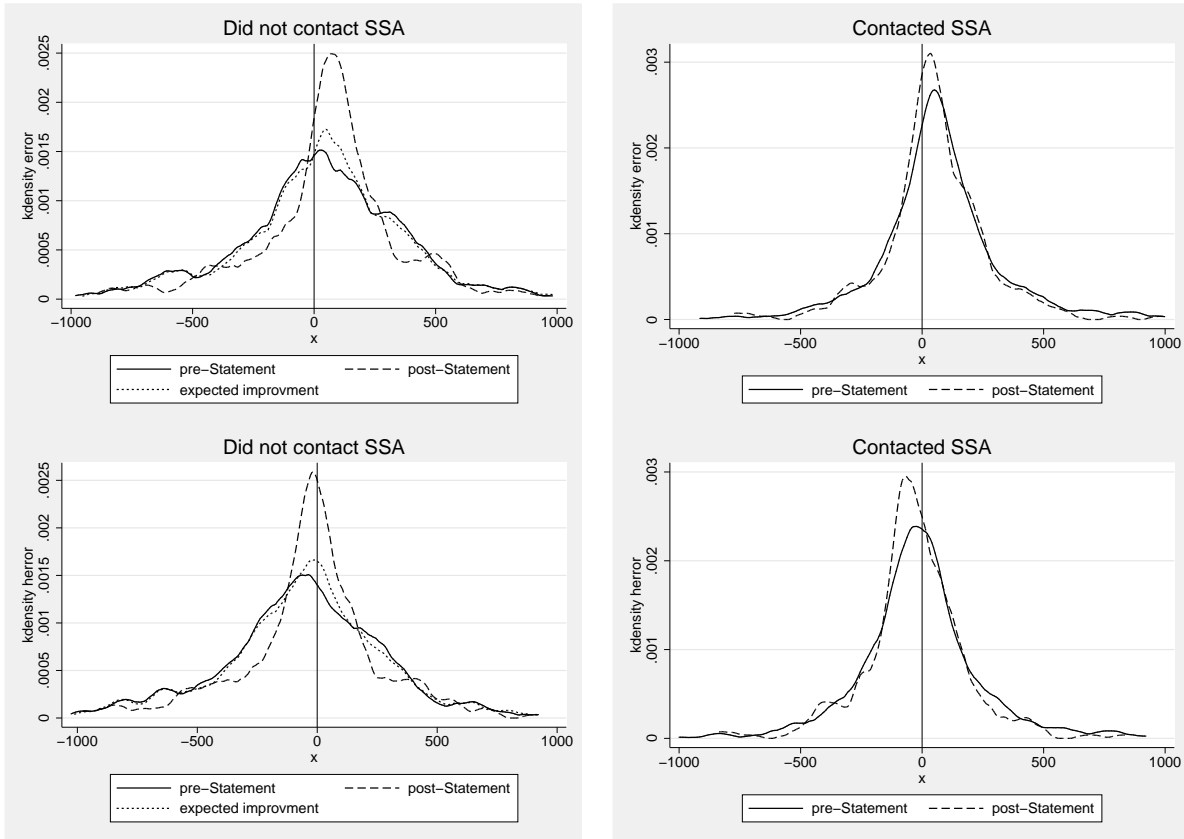 Did not contact SSA
kdensity error
0 .0005 .001 .0015 .002 .0025
−1000 −500 0 500 1000
x
pre−Statement post−Statement
expected improvment
Contacted SSA
kdensity error
0 .001 .002 .003
−1000 −500 0 500 1000
x
pre−Statement post−Statement
Did not contact SSA
kdensity herror
0 .0005 .001 .0015 .002 .0025
−1000 −500 0 500 1000
x
pre−Statement post−Statement
expected improvment
Contacted SSA
kdensity herror
0 .001 .002 .003
−1000 −500 0 500 1000
x
pre−Statement post−Statement